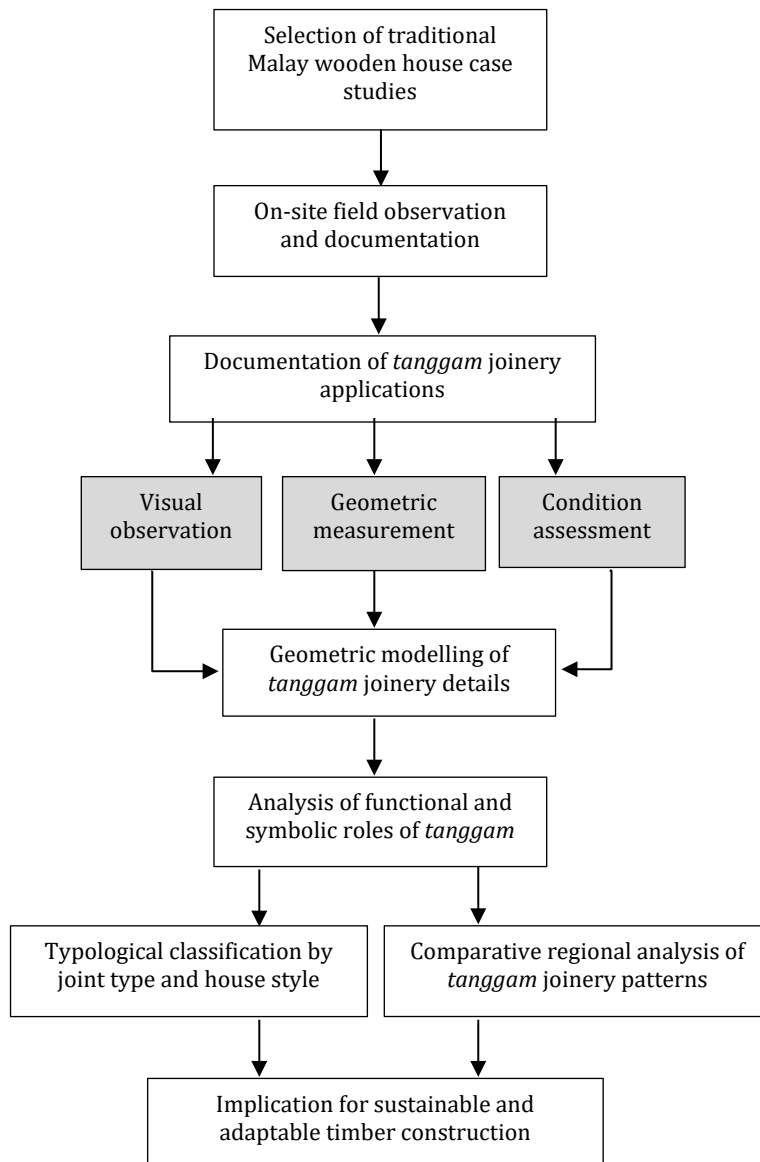 Selection of traditional
Malay wooden house case
studies
On-site field observation
and documentation
Documentation of tanggam joinery
applications
Visual
observation
Geometric
measurement
Condition
assessment
Geometric modelling of
tanggam joinery details
Analysis of functional and
symbolic roles of tanggam
Typological classification by
joint type and house style
Comparative regional analysis of
tanggam joinery patterns
Implication for sustainable and
adaptable timber construction